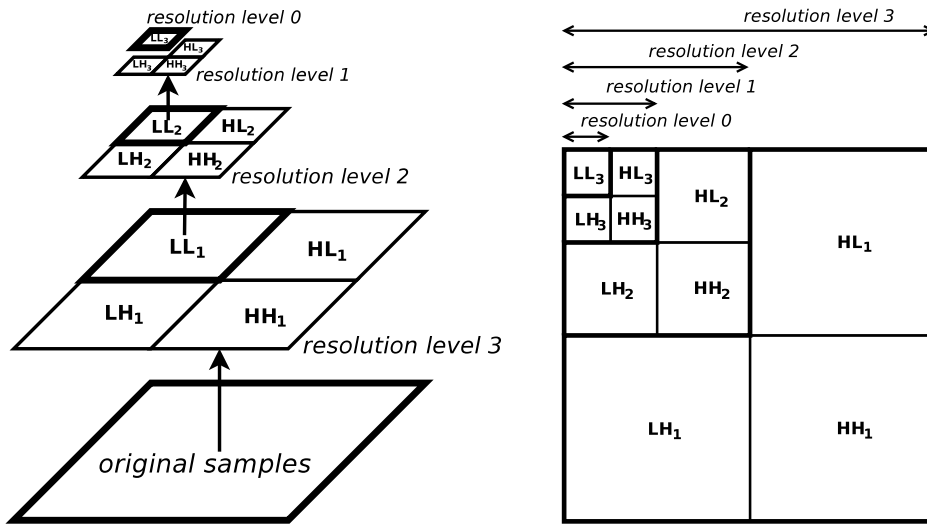 resolution level 0
LL3
HL3
LH3 HH3
resolution level 1
LL2 HL2
LH2 HH2
resolution level 2
LL1 HL1
LH1 HH1
resolution level 3
original samples
resolution level 3
resolution level 2
resolution level 1
resolution level 0
LL3 HL3
LH3 HH3
HL2
HL1
LH2 HH2
LH1 HH1